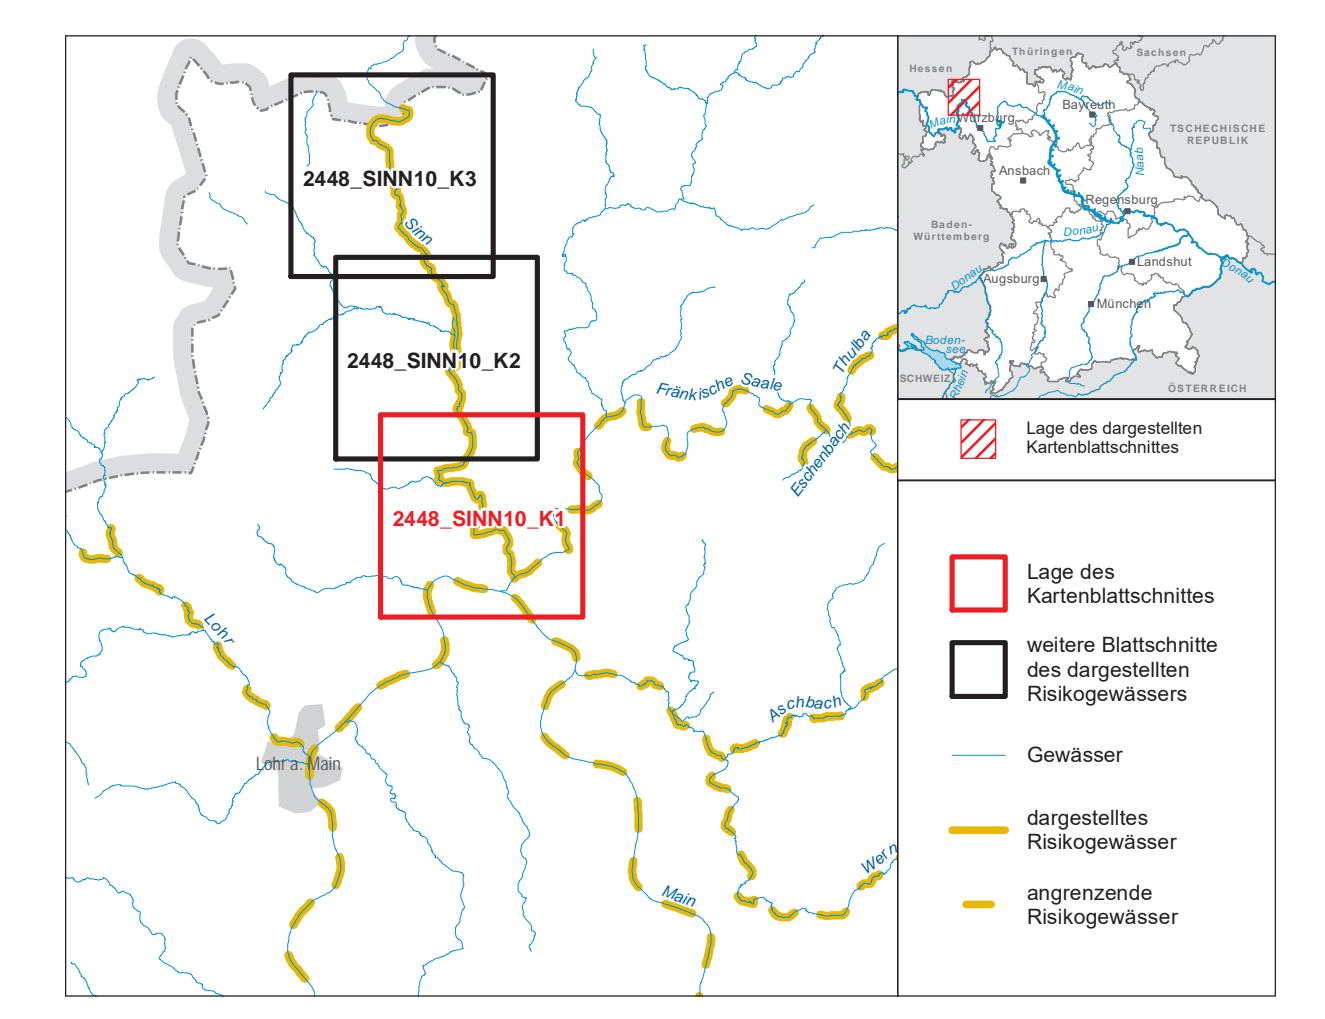 2448_SINN10_K3
Sinn
2448_SINN10_K2
Thulba
Fränkische Saale
Eschenbach
2448_SINN10_K1
Lohr
Aschbach
Lohr a. Main
Wern
Main
Thüringen
Sachsen
Hessen
Main
Bayreuth
Main
Würzburg
TSCHECHISCHE
REPUBLIK
Naab
Ansbach
Regensburg
Baden-
Württemberg
Donau
Landshut
Donau
Donau
Augsburg
München
Boden-
see
SCHWEIZ
Rhein
ÖSTERREICH
Lage des dargestellten
Kartenblattschnittes
Lage des
Kartenblattschnittes
weitere Blattschnitte
des dargestellten
Risikogewässers
Gewässer
dargestelltes
Risikogewässer
angrenzende
Risikogewässer